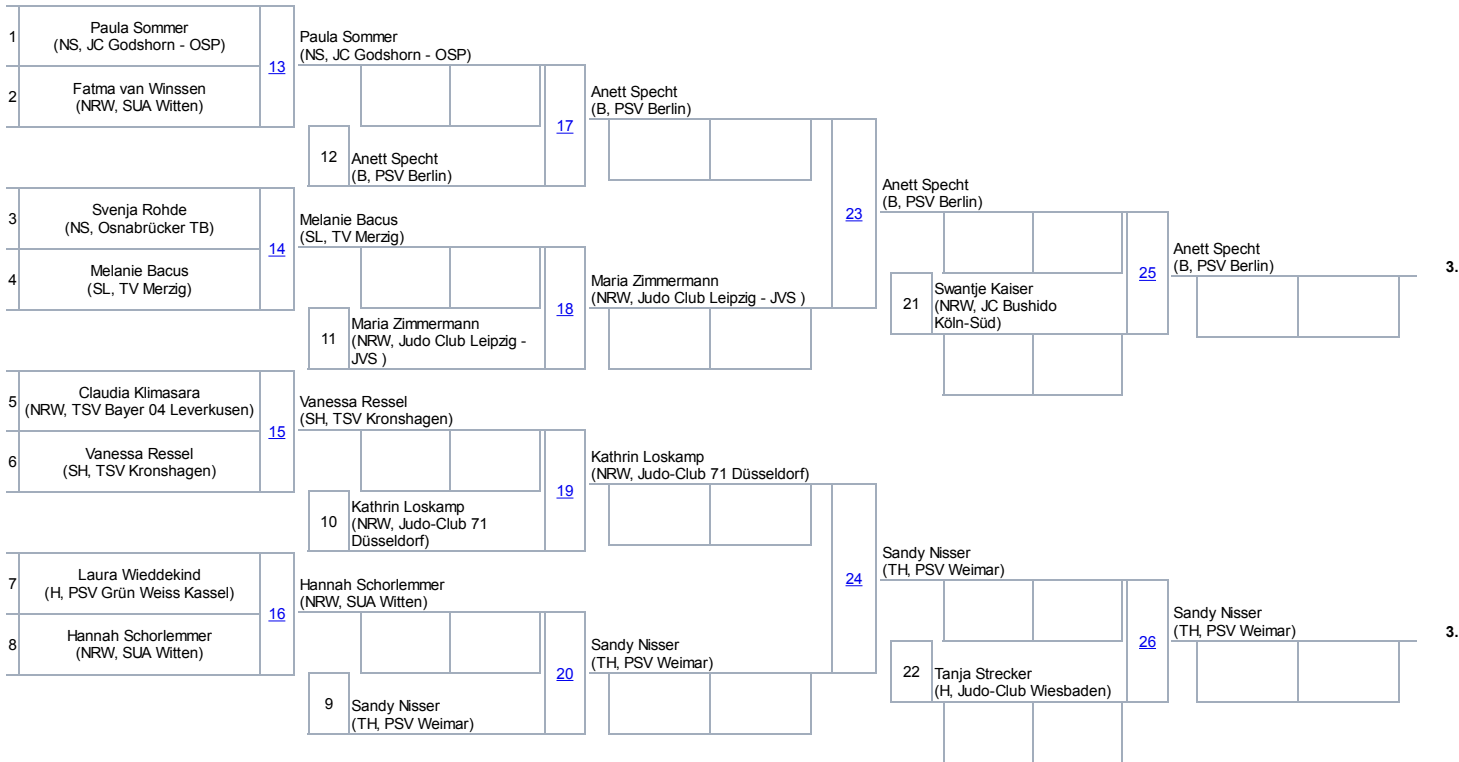 1
Paula Sommer
(NS, JC Godshorn - OSP)
2
Fatma van Winssen
(NRW, SUA Witten)
13
3
Svenja Rohde
(NS, Osnabrücker TB)
4
Melanie Bacus
(SL, TV Merzig)
14
5
Claudia Klimasara
(NRW, TSV Bayer 04 Leverkusen)
6
Vanessa Ressel
(SH, TSV Kronshagen)
15
7
Laura Wieddekind
(H, PSV Grün Weiss Kassel)
8
Hannah Schorlemmer
(NRW, SUA Witten)
16
Paula Sommer
(NS, JC Godshorn - OSP)
12
Anett Specht
(B, PSV Berlin)
17
Melanie Bacus
(SL, TV Merzig)
11
Maria Zimmermann
(NRW, Judo Club Leipzig -
JVS )
18
Vanessa Ressel
(SH, TSV Kronshagen)
10
Kathrin Loskamp
(NRW, Judo-Club 71
Düsseldorf)
19
Hannah Schorlemmer
(NRW, SUA Witten)
9
Sandy Nisser
(TH, PSV Weimar)
20
Anett Specht
(B, PSV Berlin)
Maria Zimmermann
(NRW, Judo Club Leipzig - JVS )
23
Kathrin Loskamp
(NRW, Judo-Club 71 Düsseldorf)
Sandy Nisser
(TH, PSV Weimar)
24
Anett Specht
(B, PSV Berlin)
21
Swantje Kaiser
(NRW, JC Bushido
Köln-Süd)
25
Sandy Nisser
(TH, PSV Weimar)
22
Tanja Strecker
(H, Judo-Club Wiesbaden)
26
Anett Specht
(B, PSV Berlin)
3.
Sandy Nisser
(TH, PSV Weimar)
3.